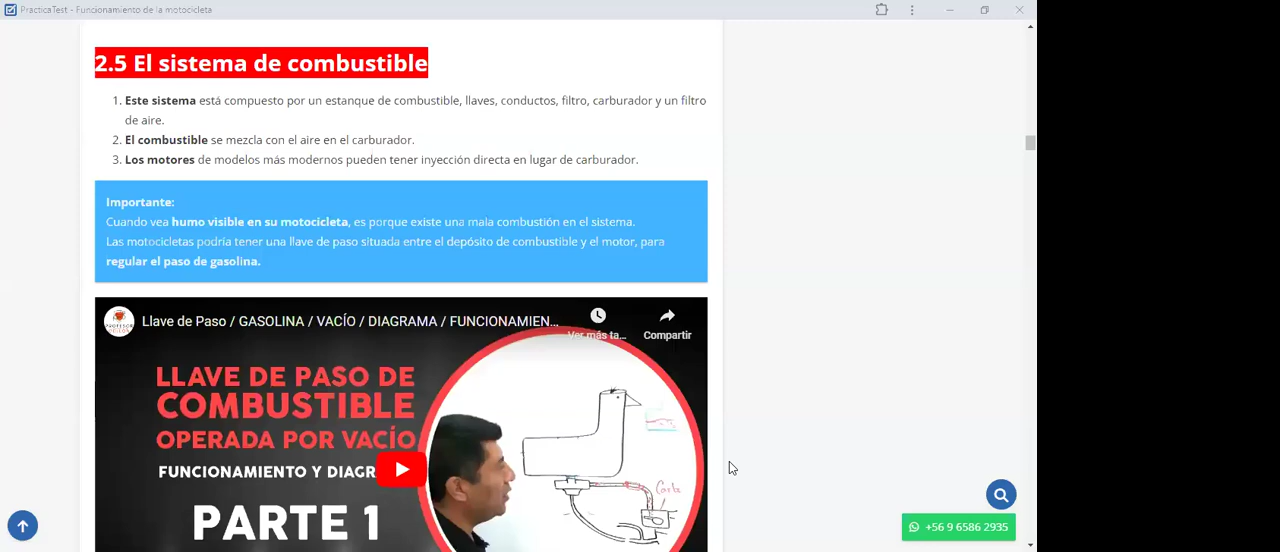 PracticaTest - Funcionamiento de la motocicleta
2.5 El sistema de combustible
1. Este sistema está compuesto por un estanque de combustible, llaves, conductos, filtro, carburador y un filtro
de aire.
2. El combustible se mezcla con el aire en el carburador.
3. Los motores de modelos más modernos pueden tener inyección directa en lugar de carburador.
Importante:
Cuando vea humo visible en su motocicleta, es porque existe una mala combustión en el sistema.
Las motocicletas podría tener una llave de paso situada entre el depósito de combustible y el motor, para
regular el paso de gasolina.
Llave de Paso / GASOLINA / VACÍO / DIAGRAMA / FUNCIONAMIEN...
Ver más ta...
Compartir
LLAVE DE PASO DE
COMBUSTIBLE
OPERADA POR VACÍO
FUNCIONAMIENTO Y DIAGR
PARTE 1
+56 9 6586 2935